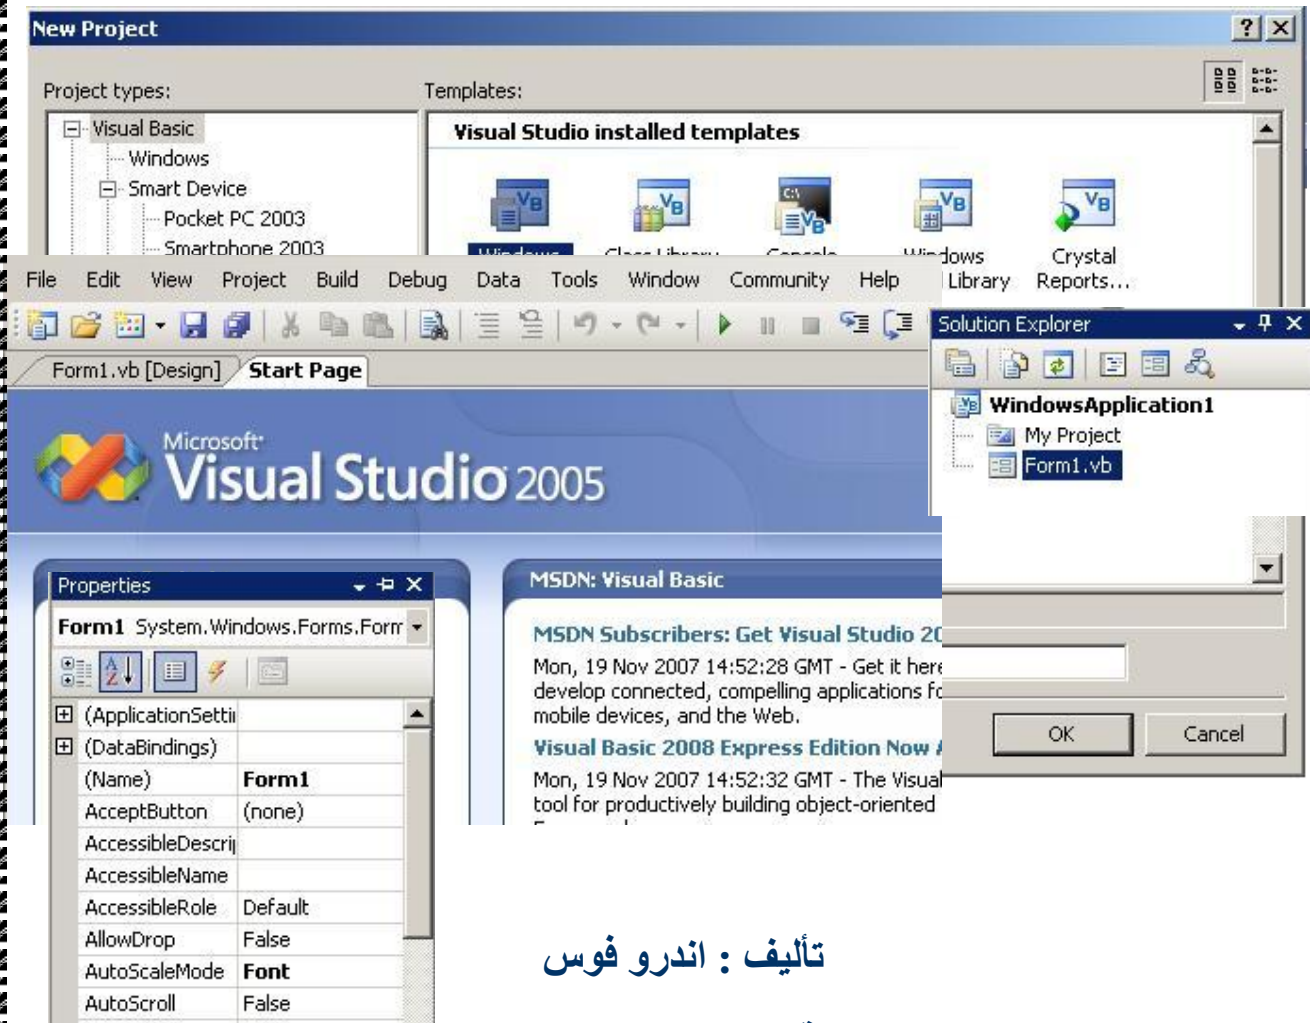 New Project
Project types:
Templates:
Visual Basic
Windows
Smart Device
Pocket PC 2003
Smartphone 2003
Visual Studio installed templates
Windows
Class Library
Console
Windows
Library
Crystal
Reports...
File Edit View Project Build Debug Data Tools Window Community Help
Form1.vb [Design] Start Page
Microsoft
Visual Studio 2005
Solution Explorer
WindowsApplication1
My Project
Form1.vb
Properties
Form1 System.Windows.Forms.Form
(ApplicationSetti
(DataBindings)
(Name) Form1
AcceptButton (none)
AccessibleDescrip
AccessibleName
AccessibleRole Default
AllowDrop False
AutoScaleMode Font
AutoScroll False
MSDN: Visual Basic
MSDN Subscribers: Get Visual Studio 20
Mon, 19 Nov 2007 14:52:28 GMT - Get it here
develop connected, compelling applications fo
mobile devices, and the Web.
Visual Basic 2008 Express Edition Now
Mon, 19 Nov 2007 14:52:32 GMT - The Visual
tool for productively building object-oriented
OK
Cancel
تأليف : اندرو فوس